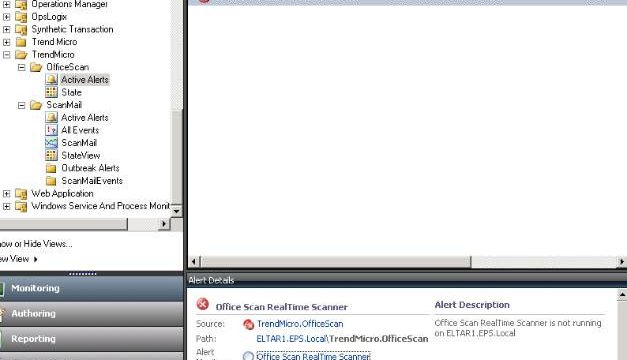 Operations Manager
OpsLogix
Synthetic Transaction
Trend Micro
TrendMicro
OfficeScan
Active Alerts
State
ScanMail
Active Alerts
All Events
ScanMail
StateView
Outbreak Alerts
ScanMailEvents
Web Application
Windows Service And Process Monit
ow or Hide Views...
ew View
Monitoring
Authoring
Reporting
Alert Details
Office Scan RealTime Scanner
Source: TrendMicro.OfficeScan
Path: ELTAR1.EPS.Local\TrendMicro.OfficeScan
Alert
Office Scan RealTime Scanner
Alert Description
Office Scan RealTime Scanner is not running
on ELTAR1.EPS.Local